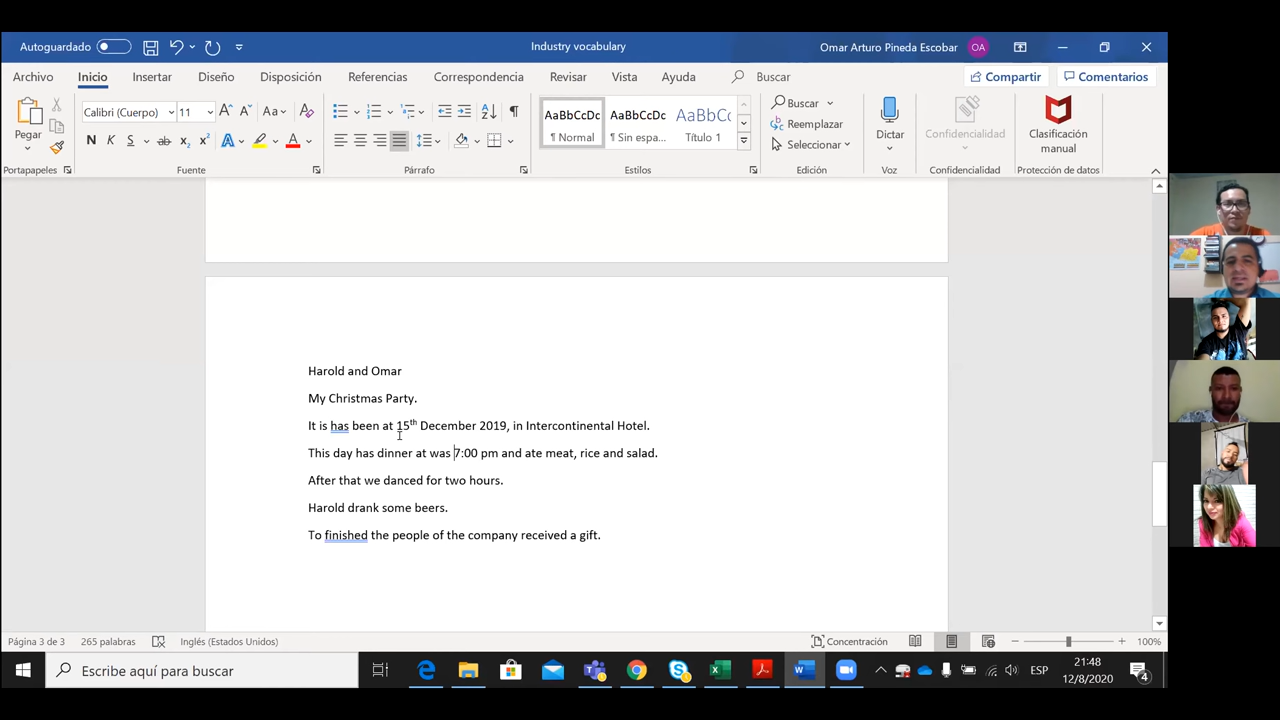 Autoguardado
Industry vocabulary
Omar Arturo Pineda Escobar
OA
Archivo
Inicio
Insertar
Diseño
Disposición
Referencias
Correspondencia
Revisar
Vista
Ayuda
Buscar
Compartir
Comentarios
Pegar
Calibri (Cuerpo)
11
Aa
N K S ab x₂ x²
AaBbCcDc
¶ Normal
AaBbCcDc
¶ Sin espa...
AaBbCc
Título 1
Buscar
Reemplazar
Seleccionar
Dictar
Confidencialidad
Clasificación
manual
Portapapeles
Fuente
Párrafo
Estilos
Edición
Voz
Confidencialidad
Protección de datos
Harold and Omar
My Christmas Party.
It is has been at 15th December 2019, in Intercontinental Hotel.
This day has dinner at was 7:00 pm and ate meat, rice and salad.
After that we danced for two hours.
Harold drank some beers.
To finished the people of the company received a gift.
Página 3 de 3
265 palabras
Inglés (Estados Unidos)
Concentración
100%
Escribe aquí para buscar
ESP
21:48
12/8/2020
4